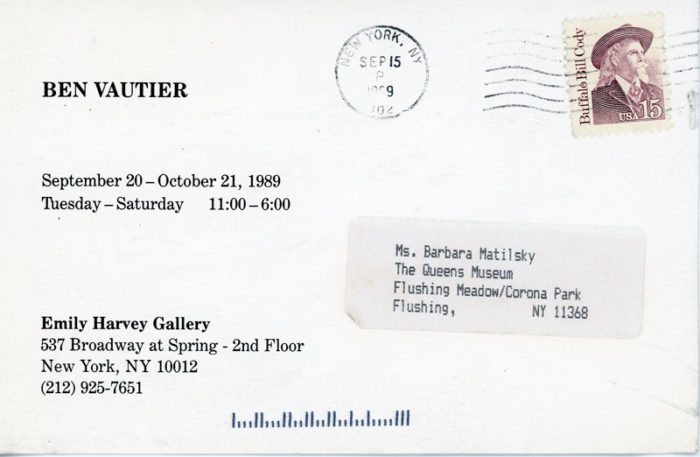 BEN VAUTIER
NEW YORK, NY
SEP 15
P
1989
102
Buffalo Bill Cody
USA 15
September 20 – October 21, 1989
Tuesday – Saturday 11:00 – 6:00
Ms. Barbara Matilsky
The Queens Museum
Flushing Meadow/Corona Park
Flushing, NY 11368
Emily Harvey Gallery
537 Broadway at Spring - 2nd Floor
New York, NY 10012
(212) 925-7651